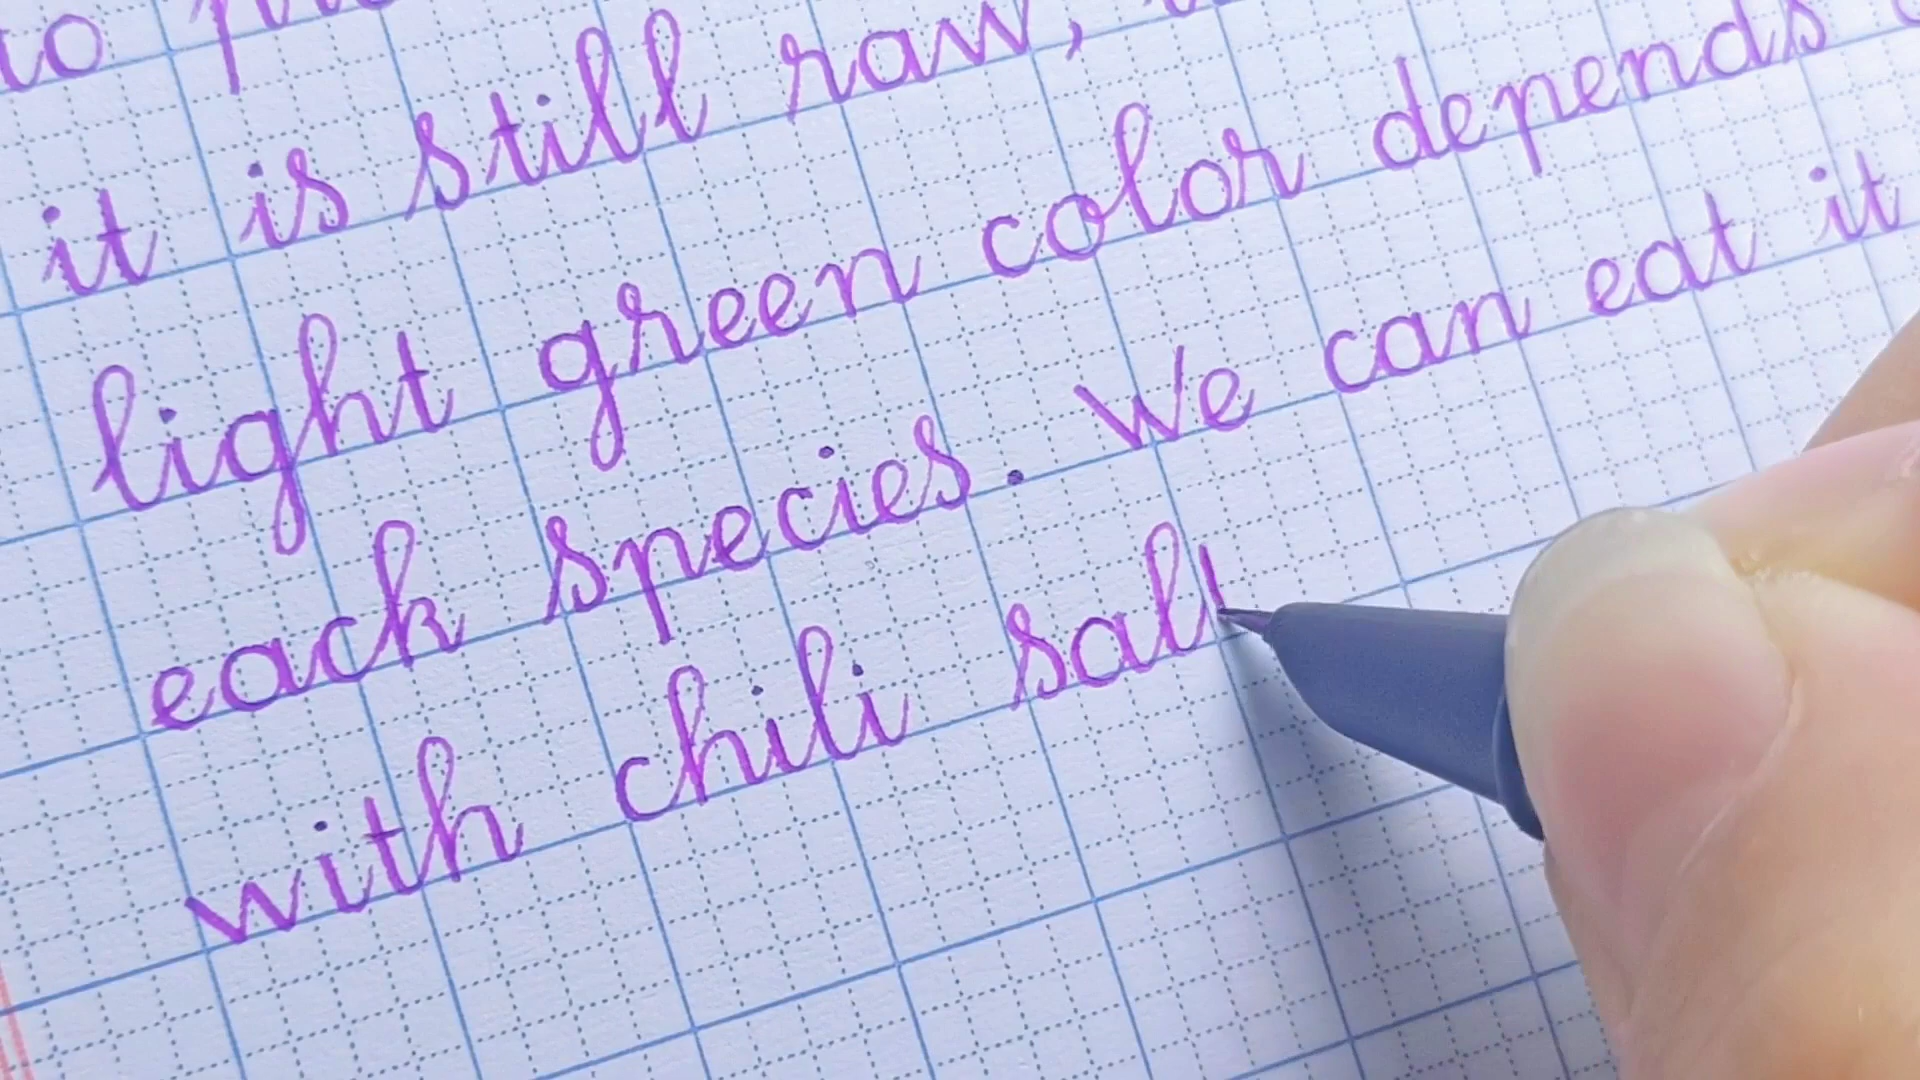 it is still raw,
light green color depends
each species. We can eat it
with chili sal